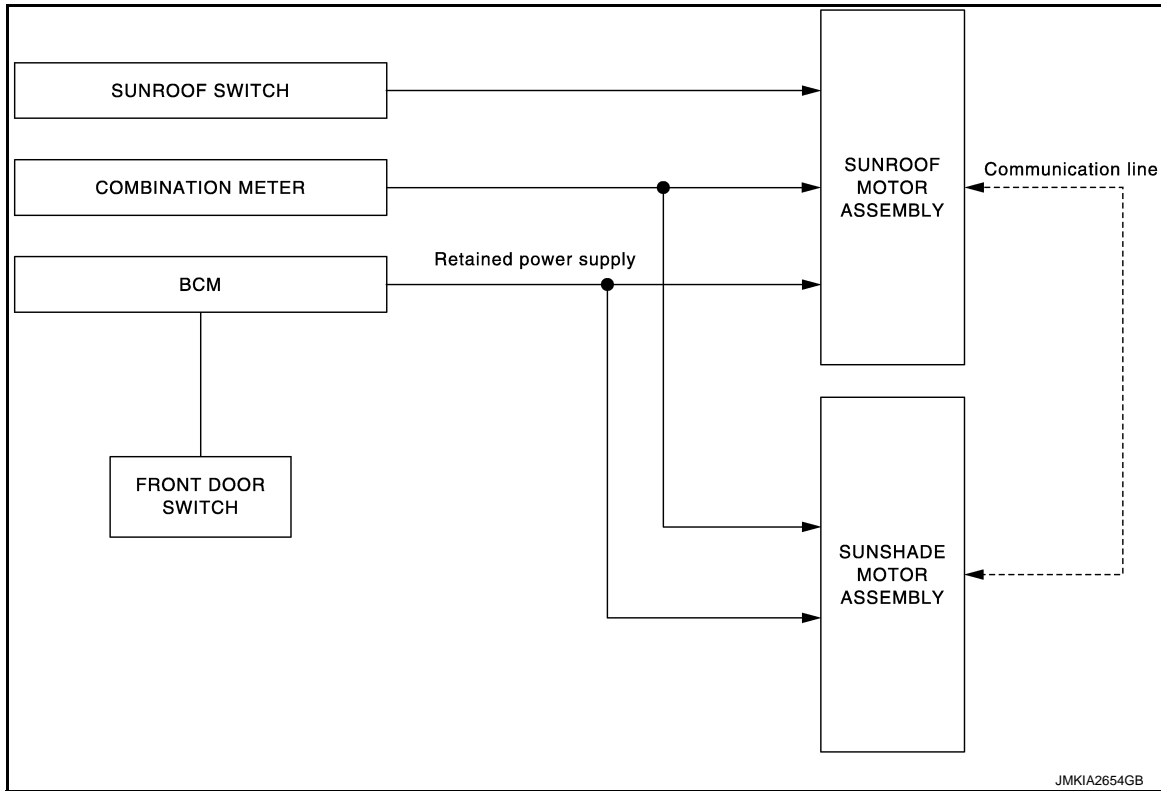 SUNROOF SWITCH
COMBINATION METER
BCM
Retained power supply
FRONT DOOR
SWITCH
SUNROOF
MOTOR
ASSEMBLY
Communication line
SUNSHADE
MOTOR
ASSEMBLY
JMKIA2654GB